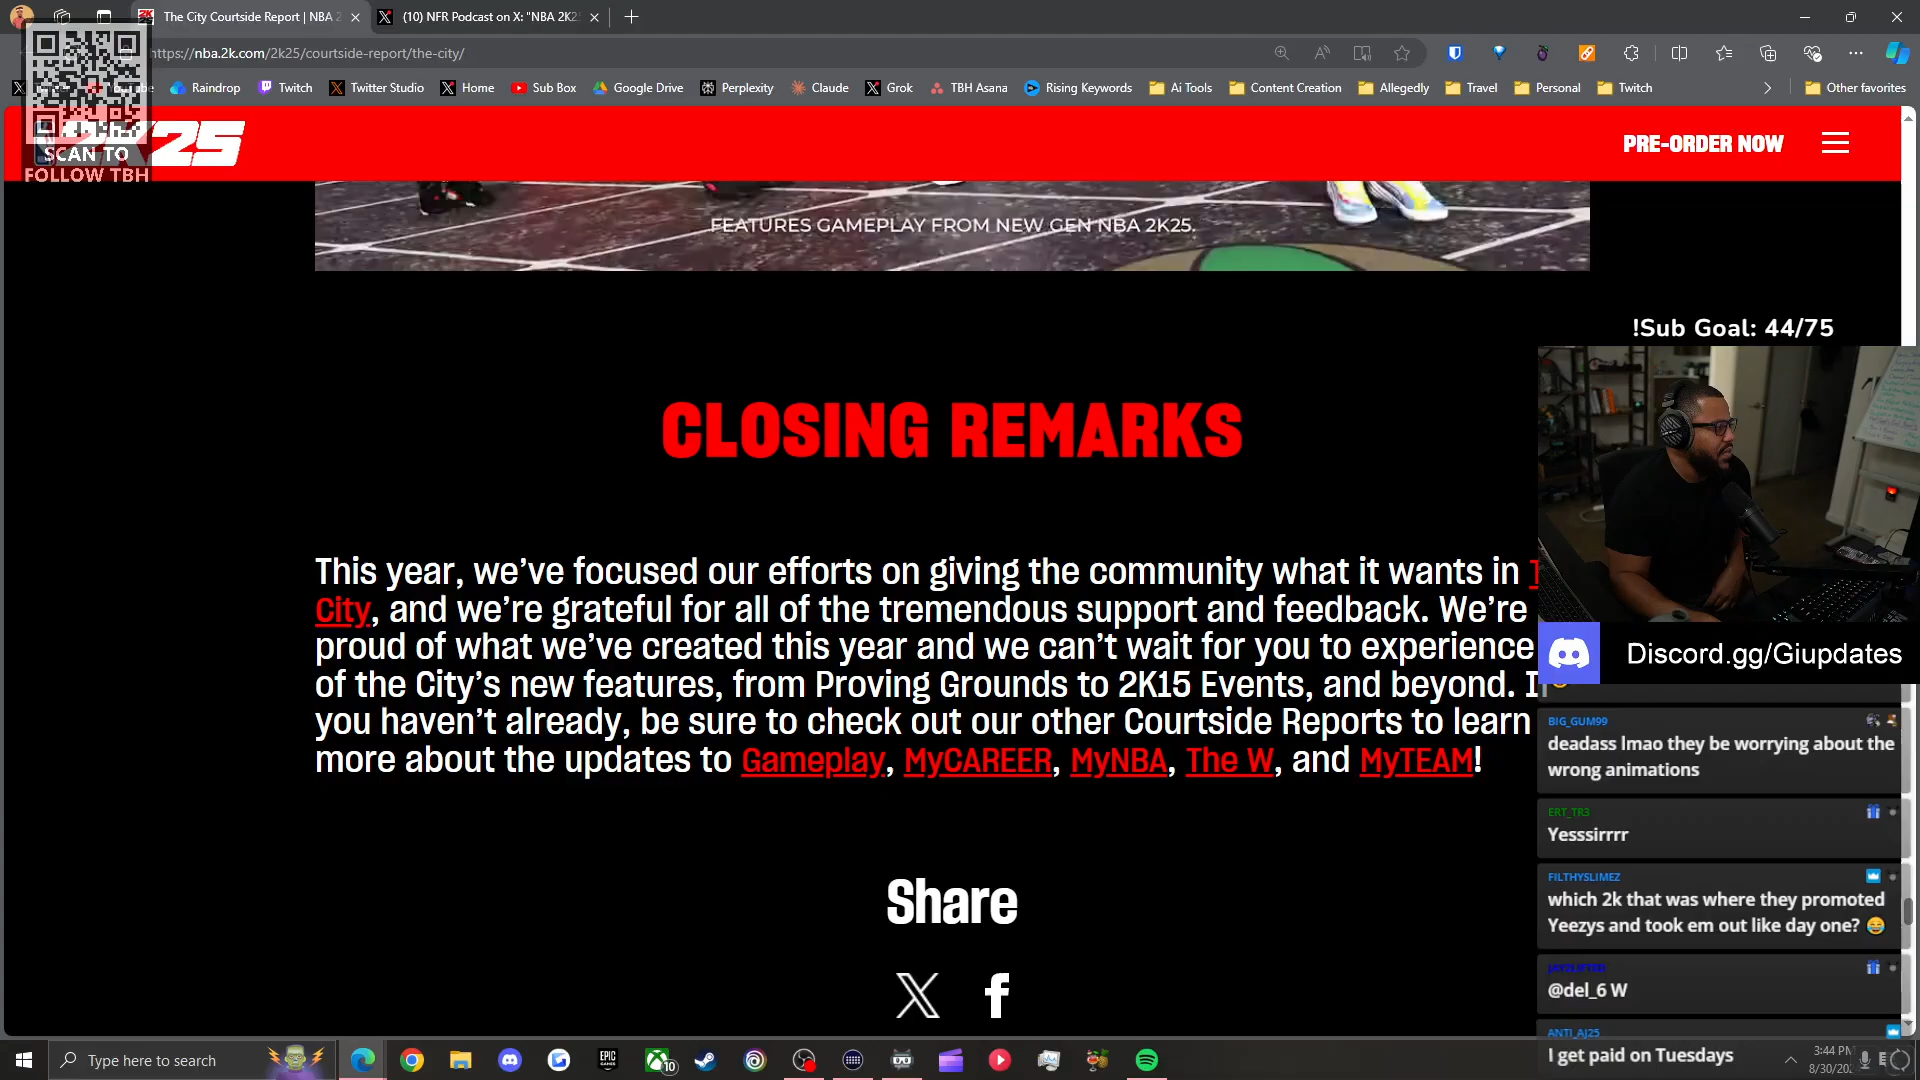 The City Courtside Report | NBA 2
(10) NFR Podcast on X: "NBA 2K2
https://nba.2k.com/2k25/courtside-report/the-city/
Raindrop
Twitch
Twitter Studio
Home
Sub Box
Google Drive
Perplexity
Claude
Grok
TBH Asana
Rising Keywords
Ai Tools
Content Creation
Allegedly
Travel
Personal
Twitch
Other favorites
SCAN TO
FOLLOW TBH
2K25
PRE-ORDER NOW
FEATURES GAMEPLAY FROM NEW GEN NBA 2K25.
!Sub Goal: 44/75
CLOSING REMARKS
This year, we've focused our efforts on giving the community what it wants in T
City, and we're grateful for all of the tremendous support and feedback. We're
proud of what we've created this year and we can't wait for you to experience
of the City's new features, from Proving Grounds to 2K15 Events, and beyond. If
you haven't already, be sure to check out our other Courtside Reports to learn
more about the updates to Gameplay, MyCAREER, MyNBA, The W, and MyTEAM!
Share
Discord.gg/Giupdates
BIG_GUM99
deadass lmao they be worrying about the
wrong animations
ERT_TR3
Yesssirrrr
FILTHYSLIMEZ
which 2k that was where they promoted
Yeezys and took em out like day one?
@del_6 W
ANTI_AJ25
I get paid on Tuesdays
Type here to search
EPIC
GAMES
10
3:44 PM
8/30/20